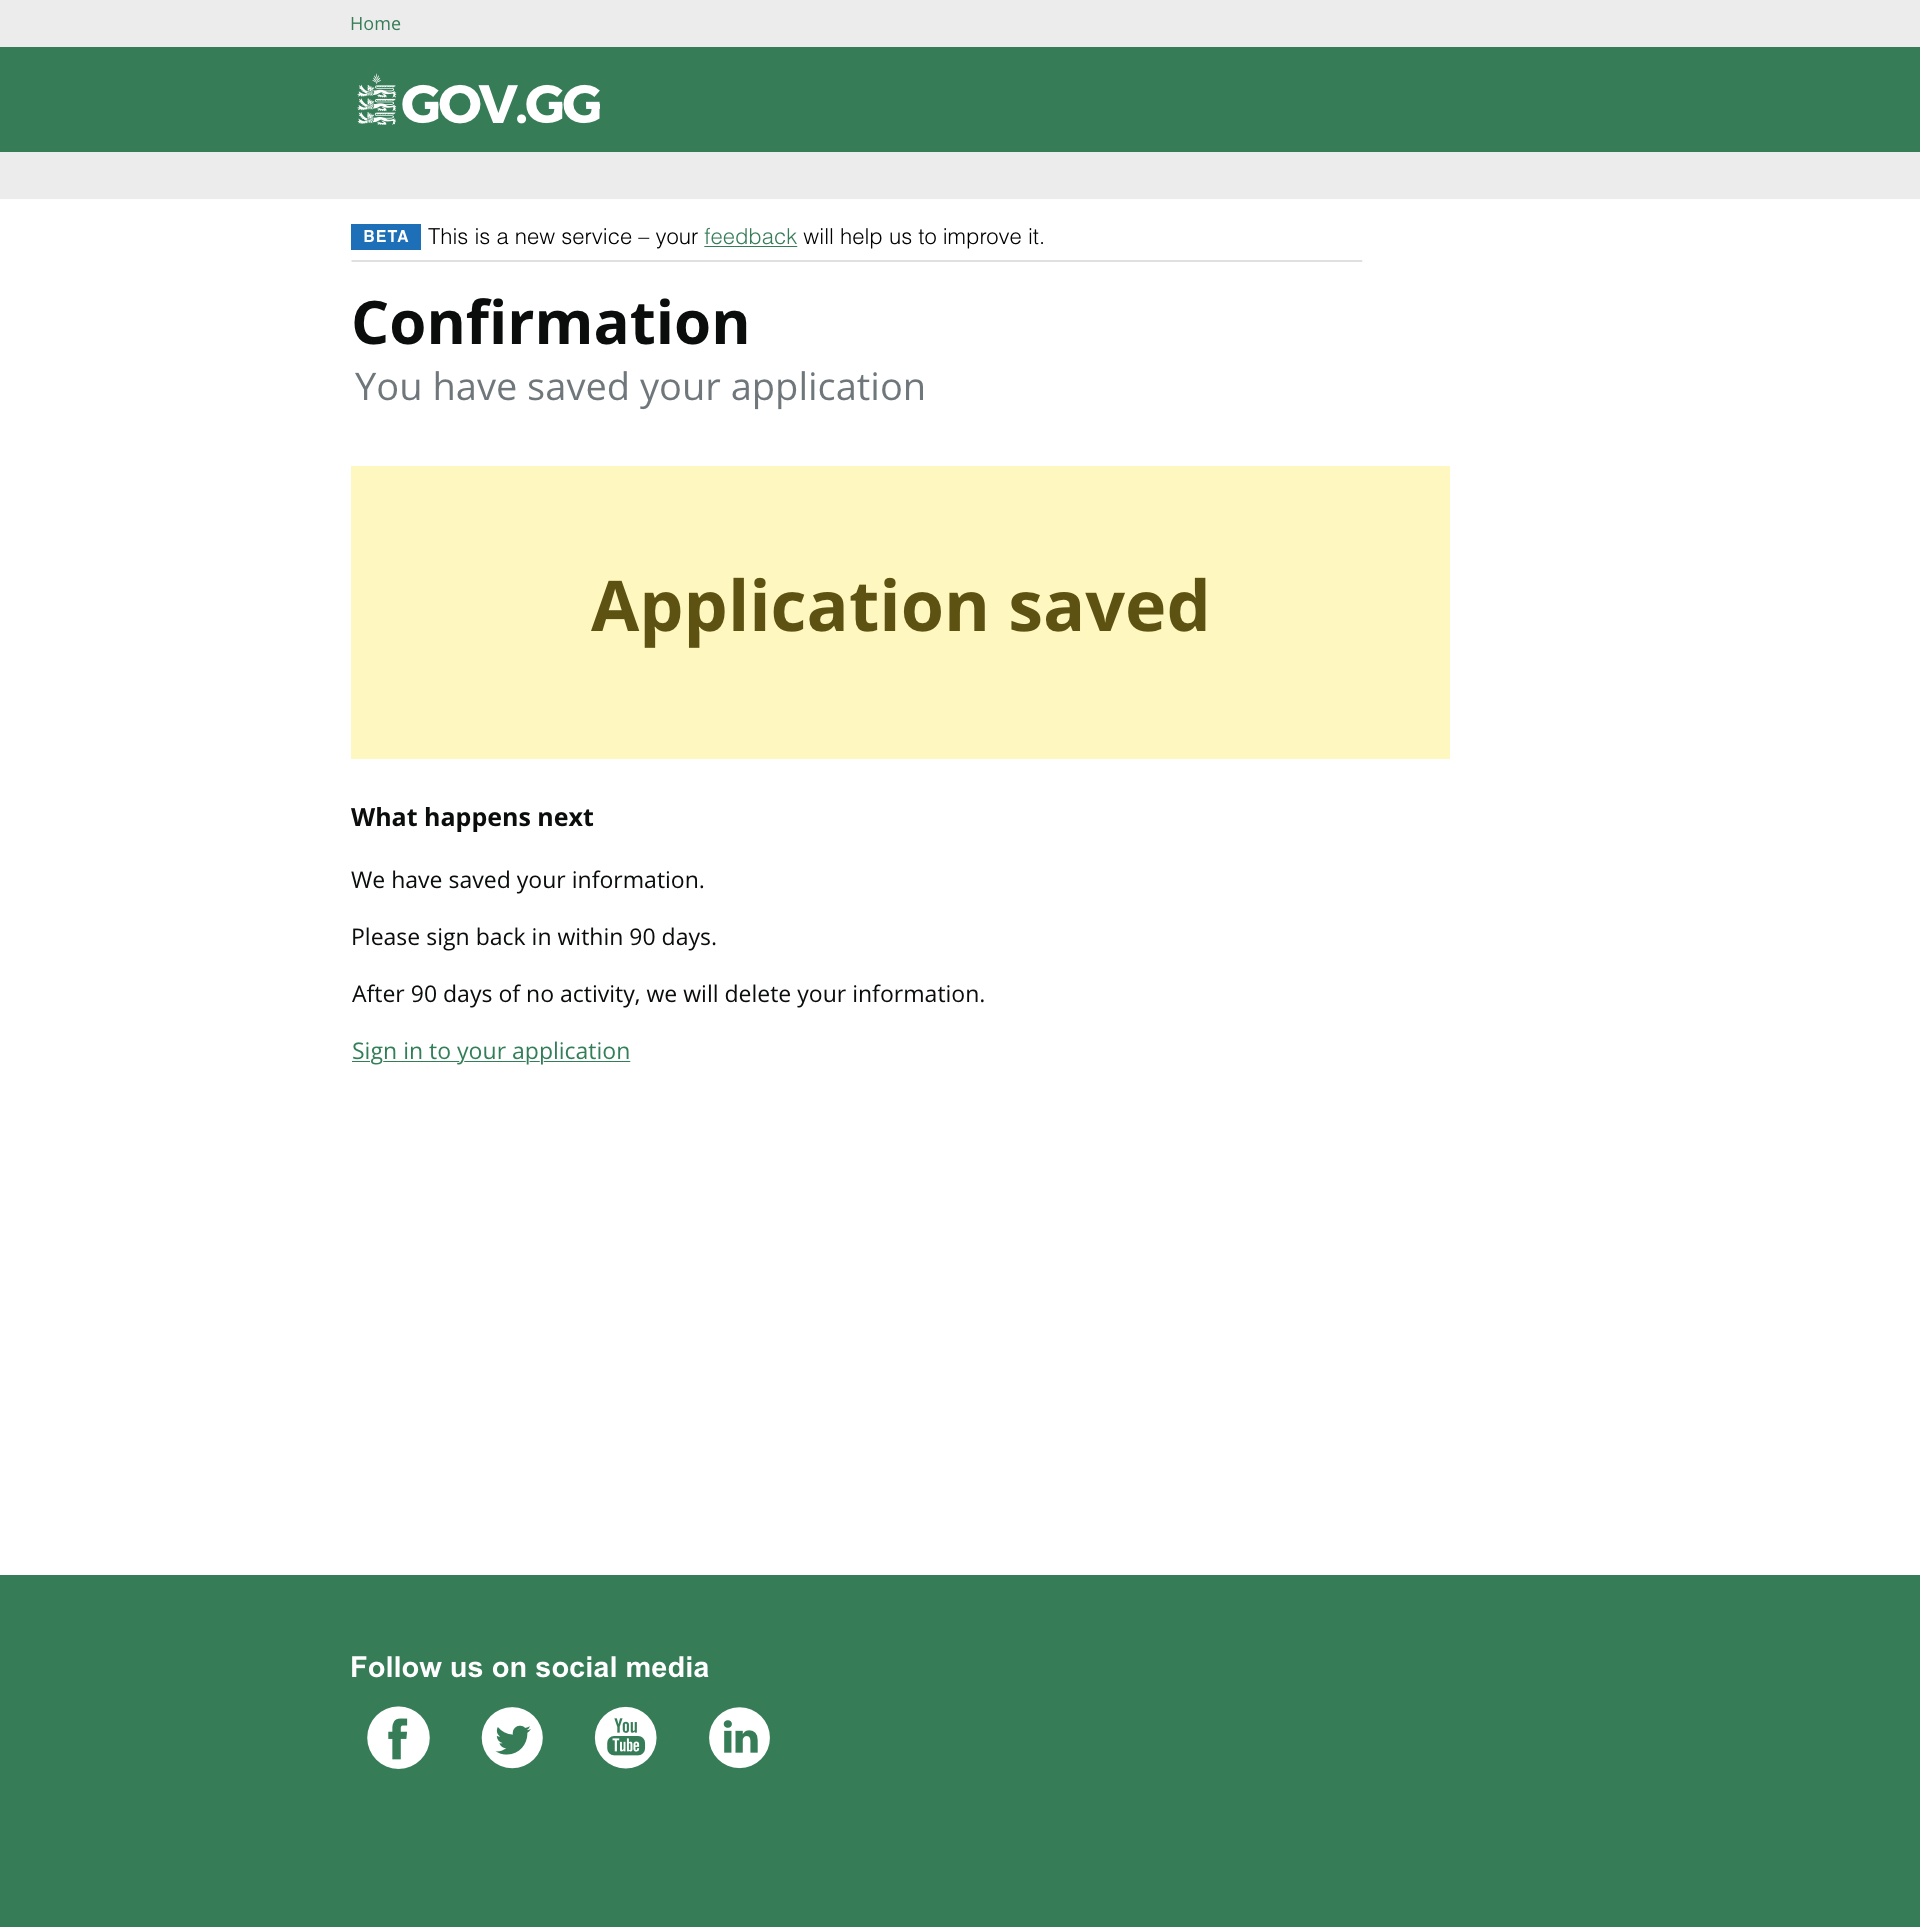 Home
GOV.GG
BETA This is a new service – your feedback will help us to improve it.
Confirmation
You have saved your application
Application saved
What happens next
We have saved your information.
Please sign back in within 90 days.
After 90 days of no activity, we will delete your information.
Sign in to your application
Follow us on social media
f You Tube in